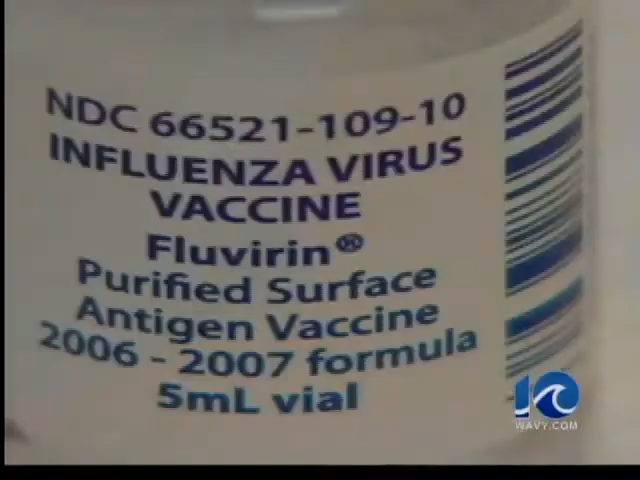 NDC 66521-109-10
INFLUENZA VIRUS
VACCINE
Fluvirin®
Purified Surface
Antigen Vaccine
2006 - 2007 formula
5mL vial
10
WAVY.COM